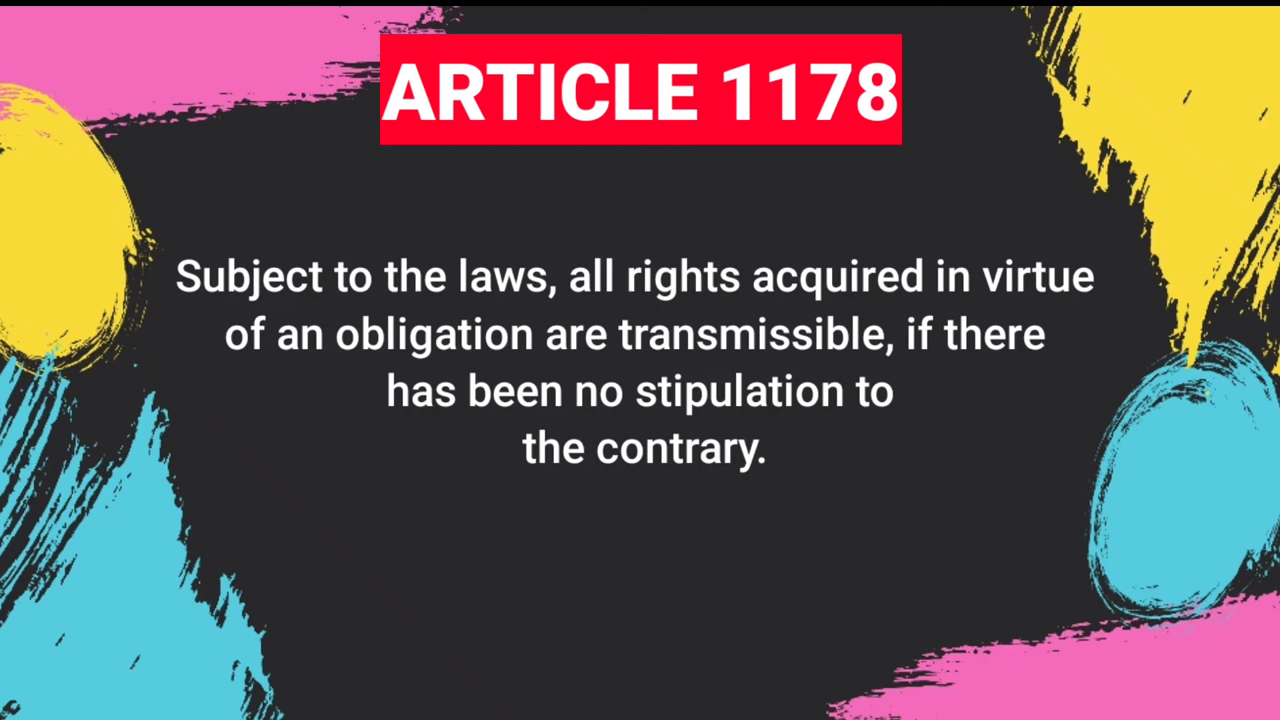 ARTICLE 1178
Subject to the laws, all rights acquired in virtue
of an obligation are transmissible, if there
has been no stipulation to
the contrary.